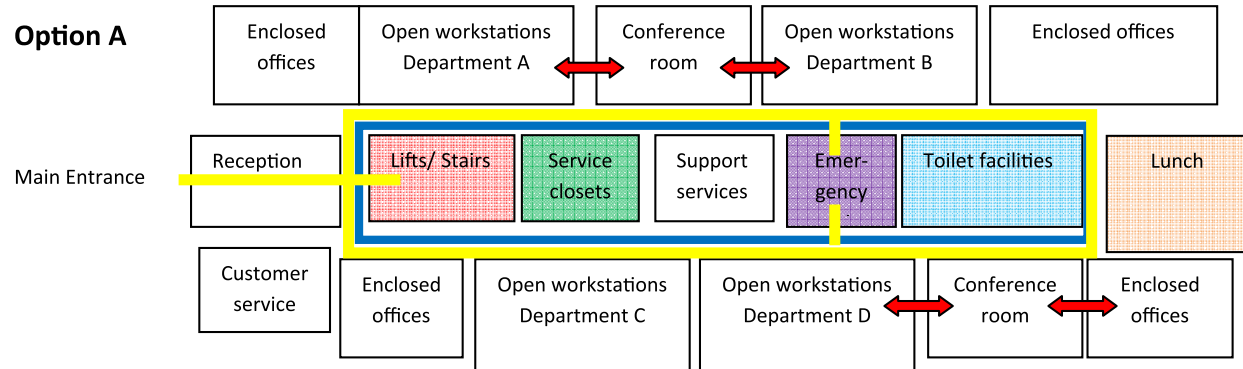 Option A
Enclosed
offices
Open workstations
Department A
Conference
room
Open workstations
Department B
Enclosed offices
Main Entrance
Reception
Lifts/ Stairs
Service
closets
Support
services
Emer-
gency
Toilet facilities
Lunch
Customer
service
Enclosed
offices
Open workstations
Department C
Open workstations
Department D
Conference
room
Enclosed
offices